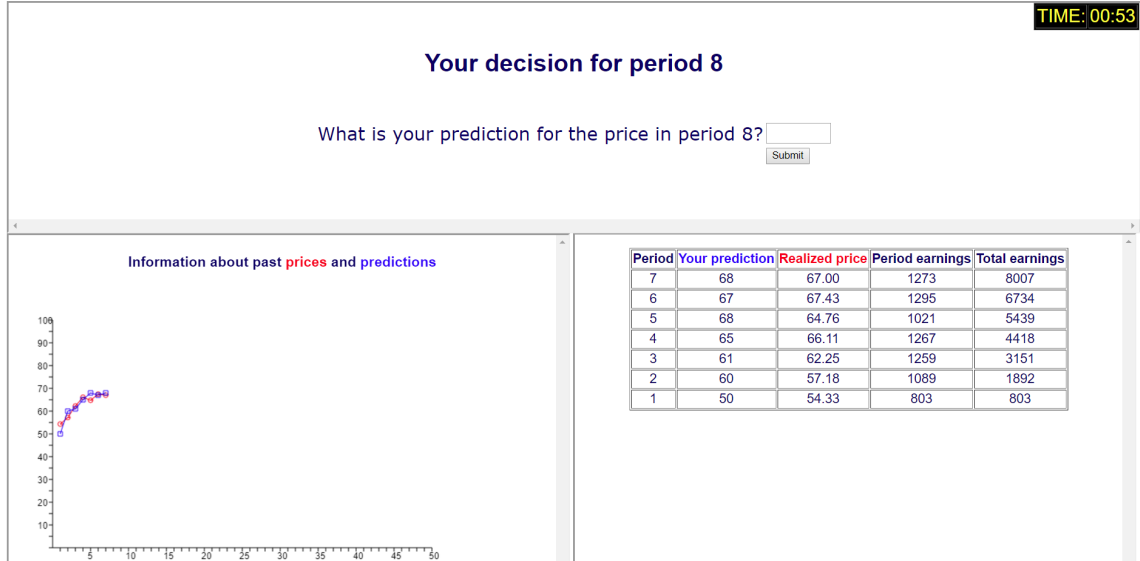 TIME: 00:53
Your decision for period 8
What is your prediction for the price in period 8?
Submit
Information about past prices and predictions
100
90
80
70
60
50
40
30
20
10
5 10 15 20 25 30 35 40 45 50
Period Your prediction Realized price Period earnings Total earnings
7 68 67.00 1273 8007
6 67 67.43 1295 6734
5 68 64.76 1021 5439
4 65 66.11 1267 4418
3 61 62.25 1259 3151
2 60 57.18 1089 1892
1 50 54.33 803 803